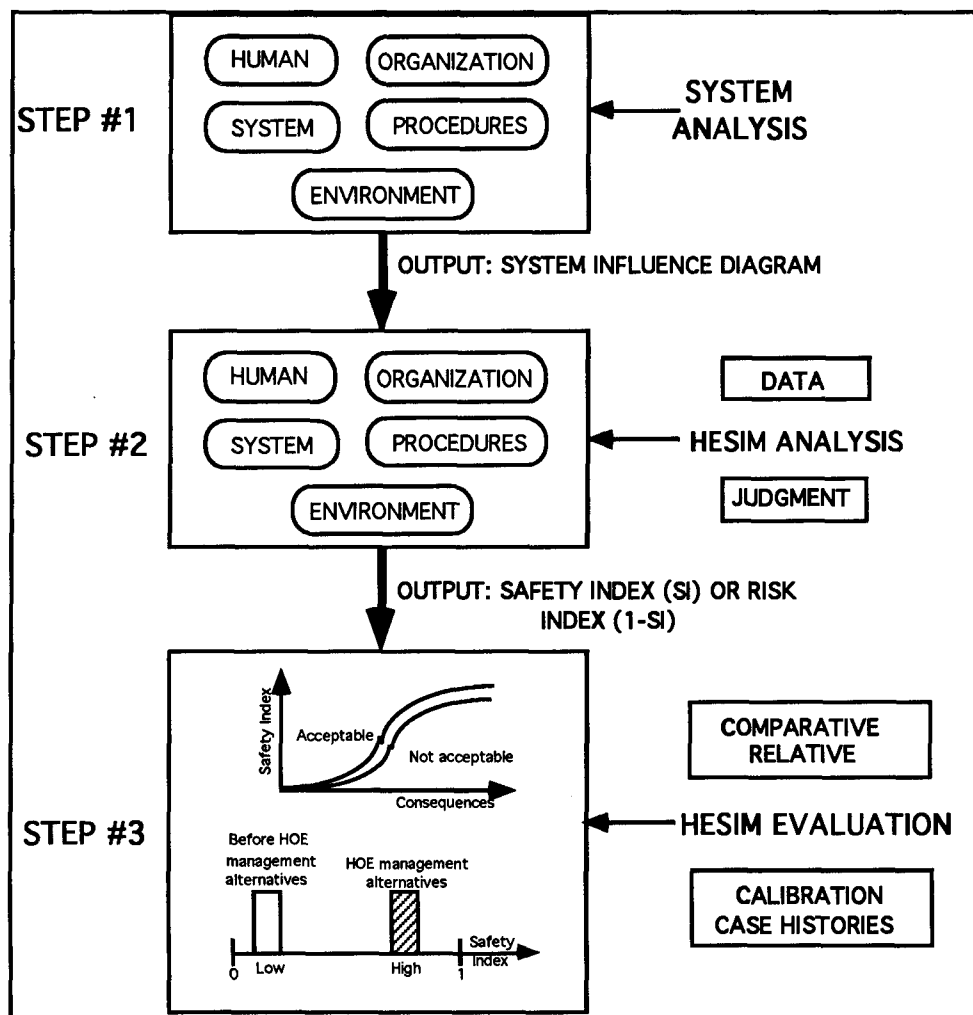 HUMAN
ORGANIZATION
STEP #1
SYSTEM
PROCEDURES
ENVIRONMENT
SYSTEM
ANALYSIS
OUTPUT: SYSTEM INFLUENCE DIAGRAM
HUMAN
ORGANIZATION
STEP #2
SYSTEM
PROCEDURES
ENVIRONMENT
DATA
HESIM ANALYSIS
JUDGMENT
OUTPUT: SAFETY INDEX (SI) OR RISK
INDEX (1-SI)
STEP #3
Safety Index
Acceptable
Not acceptable
Consequences
Before HOE
management
alternatives
HOE management
alternatives
0
Low
High
1
Safety
Index
COMPARATIVE
RELATIVE
HESIM EVALUATION
CALIBRATION
CASE HISTORIES